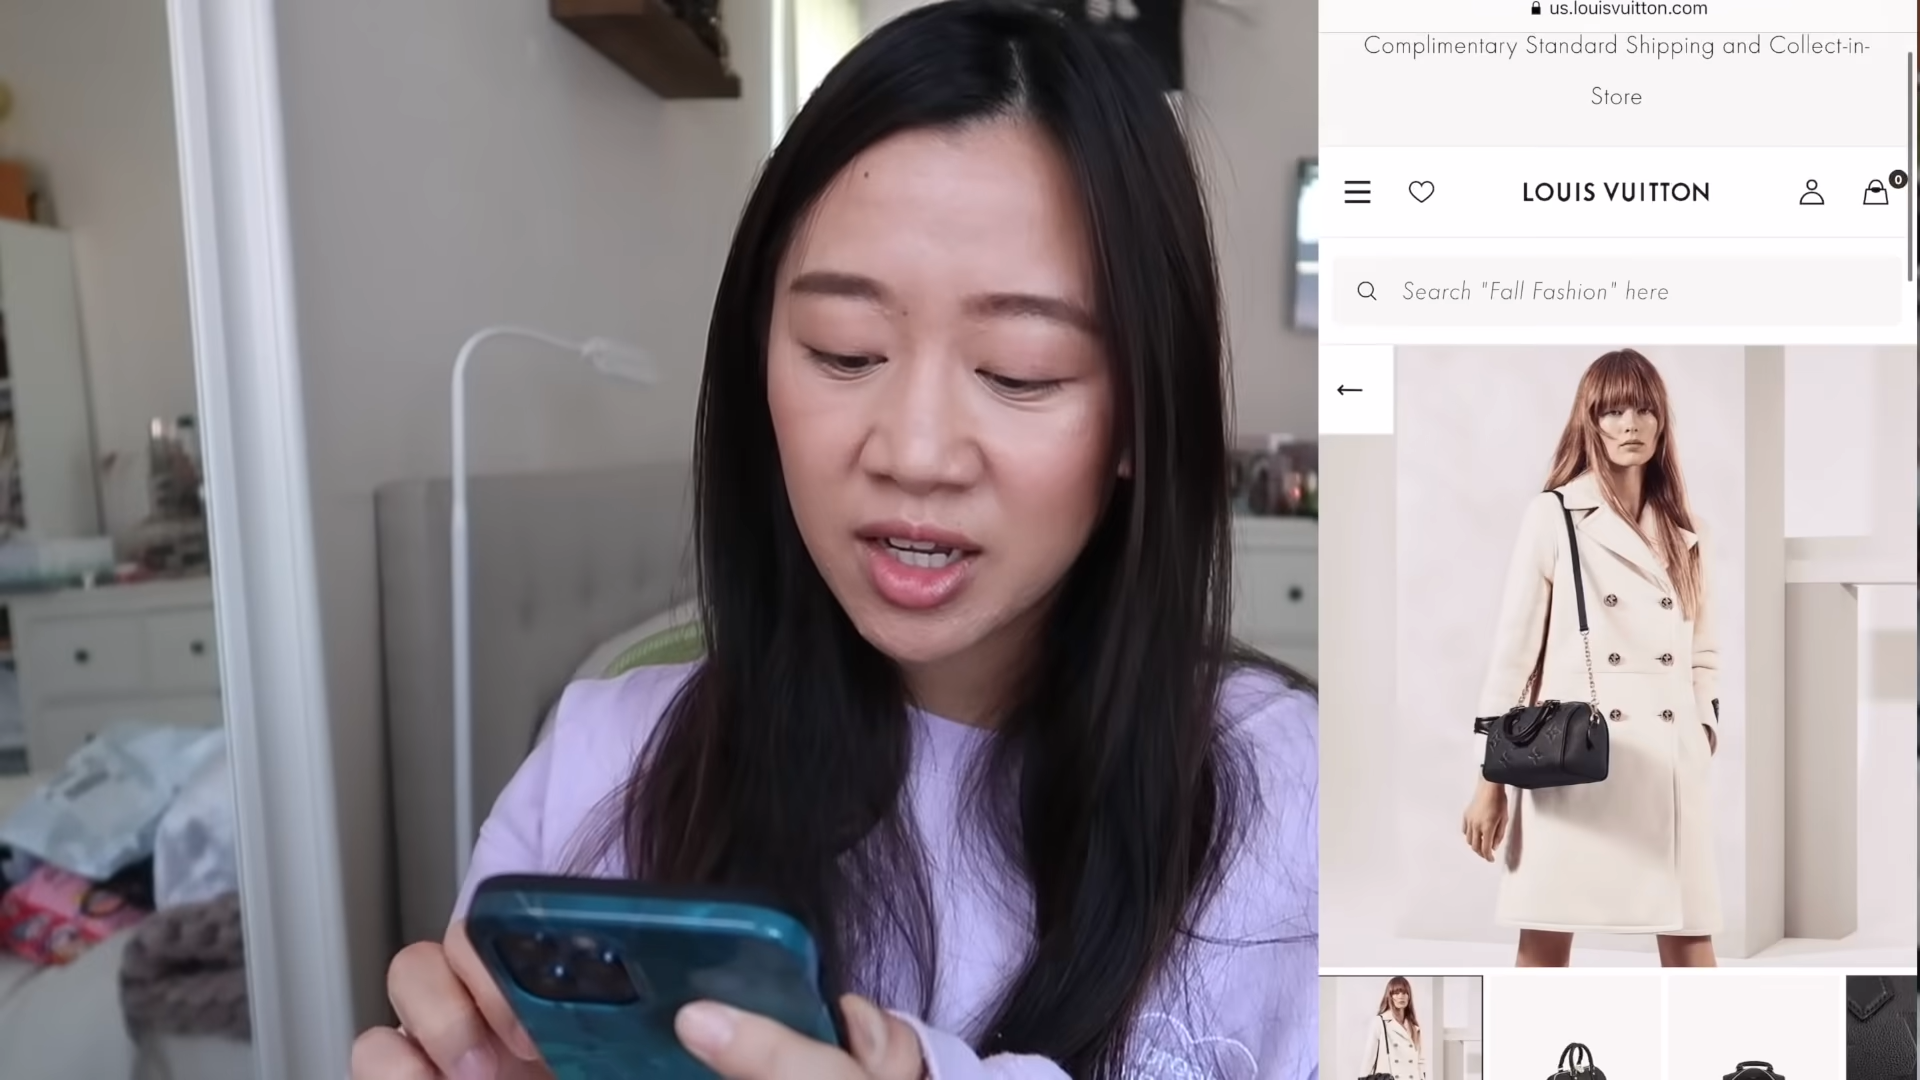 us.louisvuitton.com
Complimentary Standard Shipping and Collect-in-
Store
0
LOUIS VUITTON
Search "Fall Fashion" here